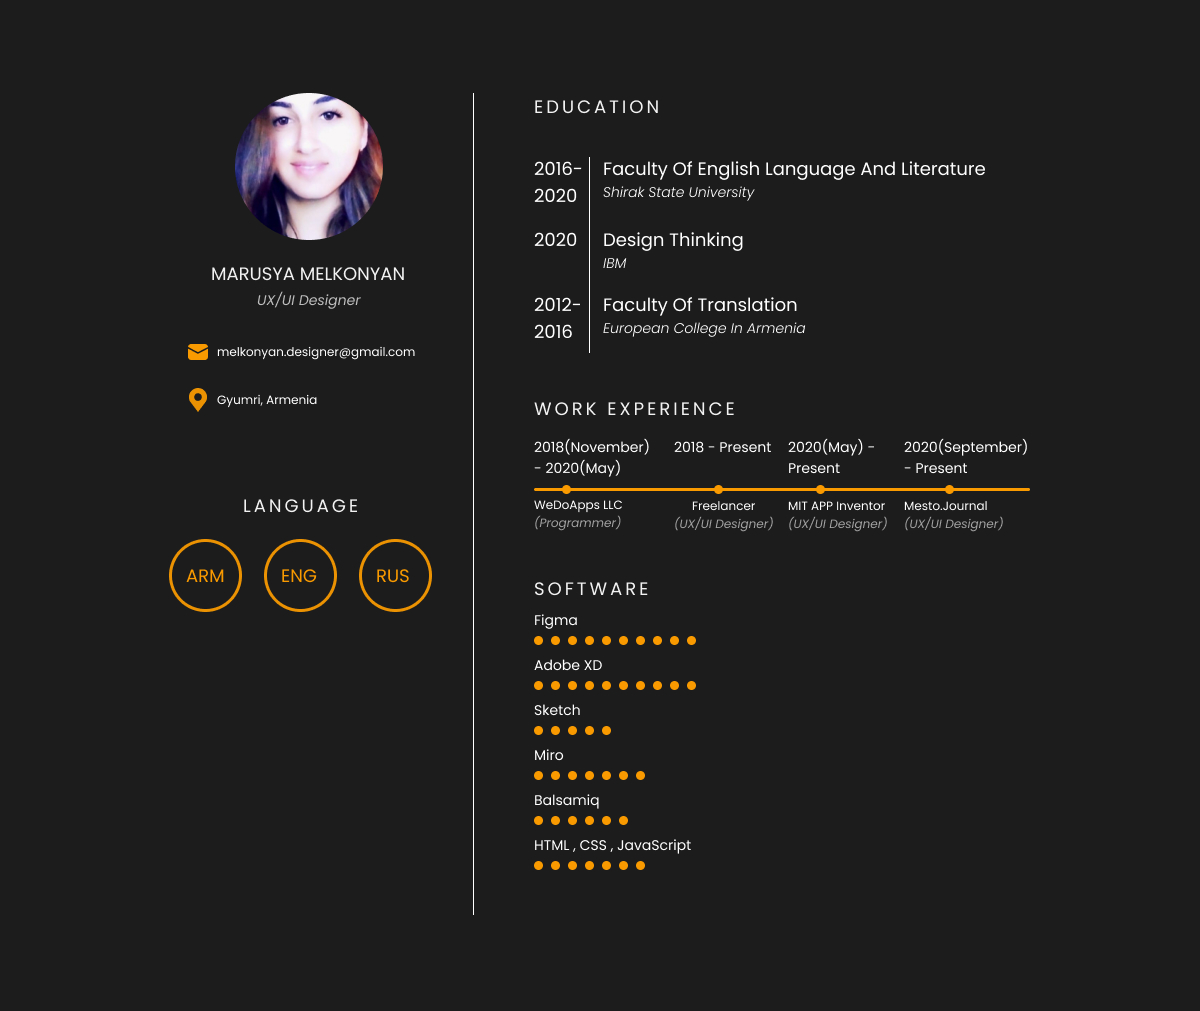 MARUSYA MELKONYAN
UX/UI Designer
melkonyan.designer@gmail.com
Gyumri, Armenia
LANGUAGE
ARM ENG RUS
EDUCATION
2016-
2020
Faculty Of English Language And Literature
Shirak State University
2020
Design Thinking
IBM
2012-
2016
Faculty Of Translation
European College In Armenia
WORK EXPERIENCE
2018(November)
- 2020(May)
WeDoApps LLC
(Programmer)
2018 - Present
Freelancer
(UX/UI Designer)
2020(May) -
Present
MIT APP Inventor
(UX/UI Designer)
2020(September)
- Present
Mesto.Journal
(UX/UI Designer)
SOFTWARE
Figma
Adobe XD
Sketch
Miro
Balsamiq
HTML , CSS , JavaScript